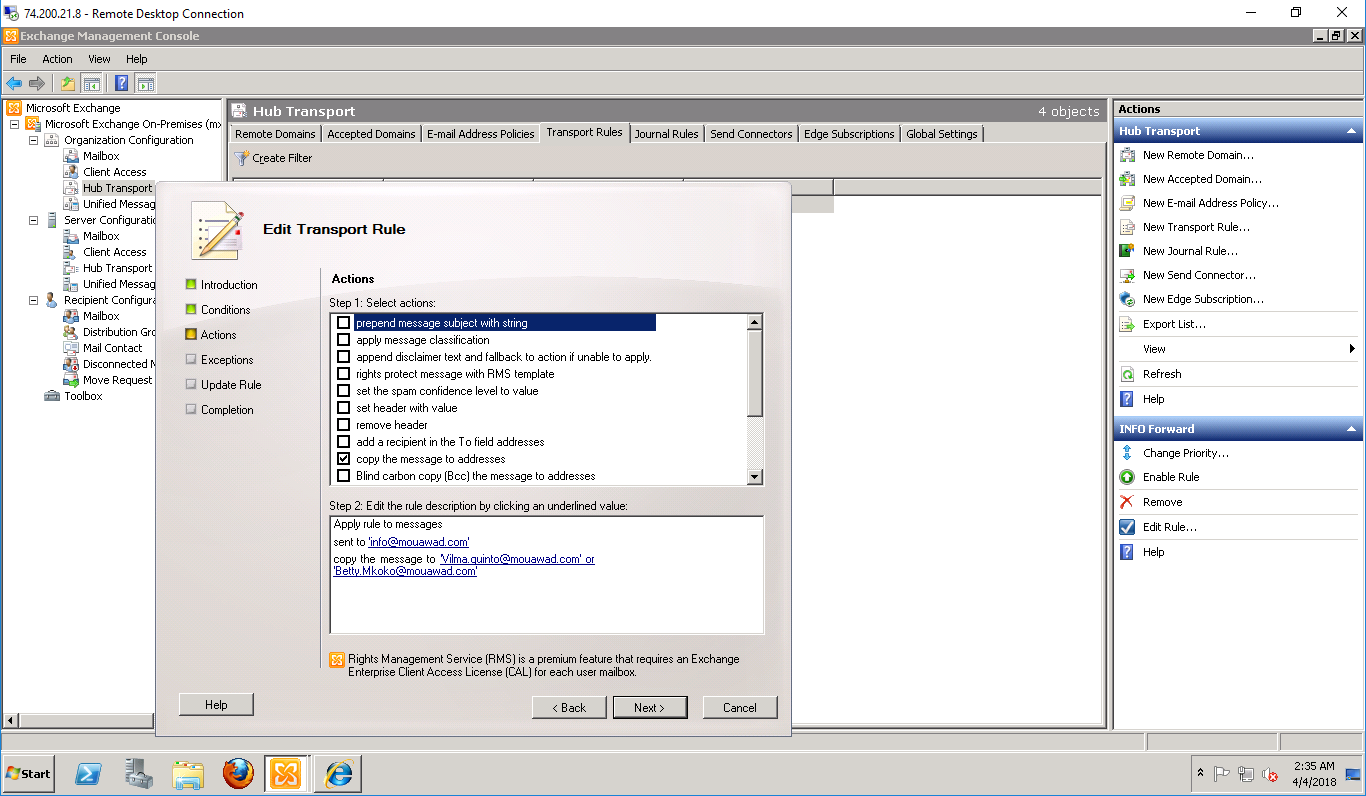 74.200.21.8 - Remote Desktop Connection
Exchange Management Console
File Action View Help
Microsoft Exchange
Microsoft Exchange On-Premises (mx
Organization Configuration
Mailbox
Client Access
Hub Transport
Unified Messag
Server Configuratio
Mailbox
Client Access
Hub Transport
Unified Messag
Recipient Configura
Mailbox
Distribution Gro
Mail Contact
Disconnected M
Move Request
Toolbox
Hub Transport 4 objects
Remote Domains Accepted Domains E-mail Address Policies Transport Rules Journal Rules Send Connectors Edge Subscriptions Global Settings
Create Filter
Edit Transport Rule
Introduction
Conditions
Actions
Exceptions
Update Rule
Completion
Actions
Step 1: Select actions:
prepend message subject with string
apply message classification
append disclaimer text and fallback to action if unable to apply.
rights protect message with RMS template
set the spam confidence level to value
set header with value
remove header
add a recipient in the To field addresses
copy the message to addresses
Blind carbon copy (Bcc) the message to addresses
Step 2: Edit the rule description by clicking an underlined value:
Apply rule to messages
sent to 'info@mouawad.com'
copy the message to 'Vilma.quinto@mouawad.com' or
'Betty.Mkoko@mouawad.com'
Rights Management Service (RMS) is a premium feature that requires an Exchange
Enterprise Client Access License (CAL) for each user mailbox.
Help < Back Next > Cancel
Actions
Hub Transport
New Remote Domain...
New Accepted Domain...
New E-mail Address Policy...
New Transport Rule...
New Journal Rule...
New Send Connector...
New Edge Subscription...
Export List...
View
Refresh
Help
INFO Forward
Change Priority...
Enable Rule
Remove
Edit Rule...
Help
Start
2:35 AM
4/4/2018